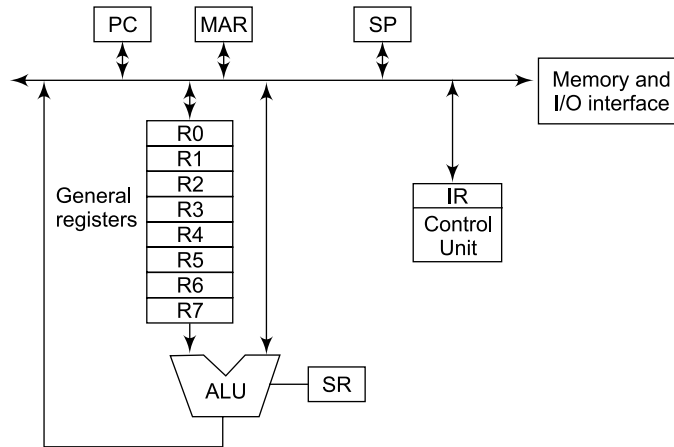 PC
MAR
SP
Memory and
I/O interface
R0
R1
R2
R3
R4
R5
R6
R7
General
registers
IR
Control
Unit
ALU
SR